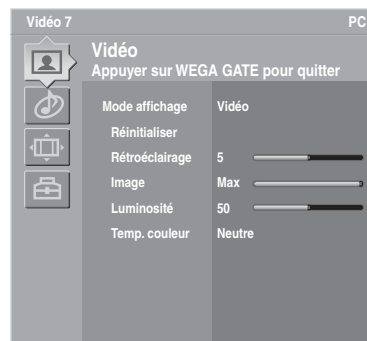 Vidéo 7 PC
Vidéo
Appuyer sur WEGA GATE pour quitter
Mode affichage Vidéo
Réinitialiser
Rétroéclairage 5
Image Max
Luminosité 50
Temp. couleur Neutre